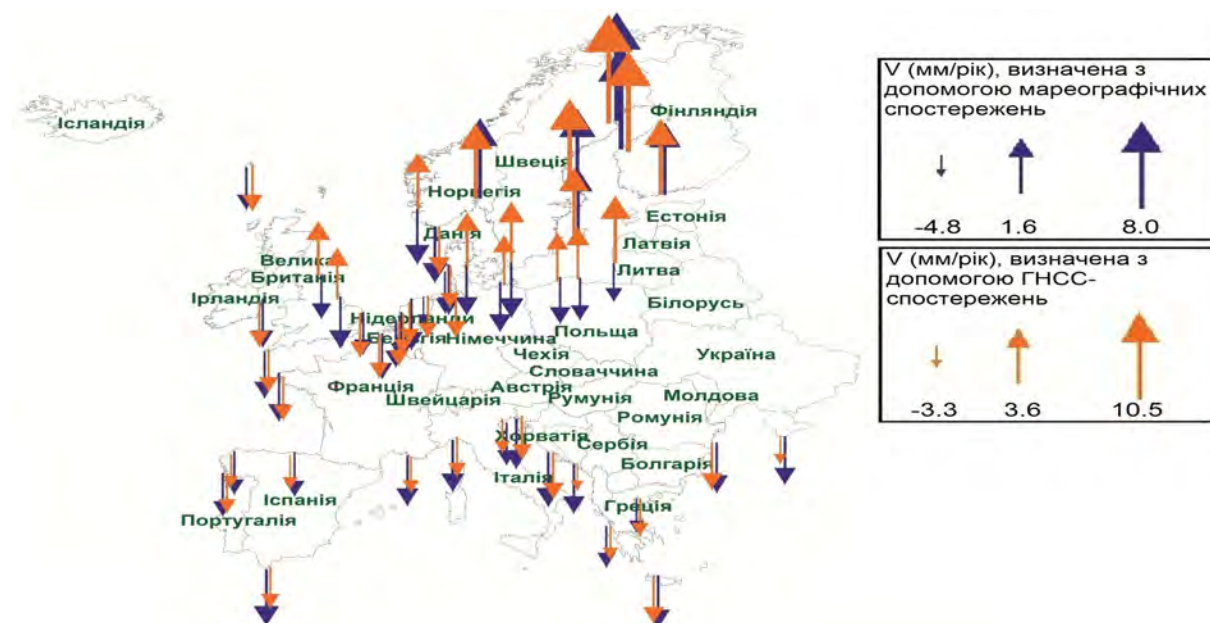 Ісландія
Фінляндія
Швеція
Норвегія
Естонія
Данія
Латвія
Велика
Британія
Литва
Ірландія
Білорусь
Нідерланди
Польща
Бельгія
Німеччина
Чехія
Україна
Словаччина
Франція
Австрія
Швейцарія
Румунія
Молдова
Ромунія
Хорватія
Сербія
Італія
Болгарія
Іспанія
Греція
Португалія
V (мм/рік), визначена з
допомогою мареографічних
спостережень
-4.8 1.6 8.0
V (мм/рік), визначена з
допомогою ГНСС-
спостережень
-3.3 3.6 10.5